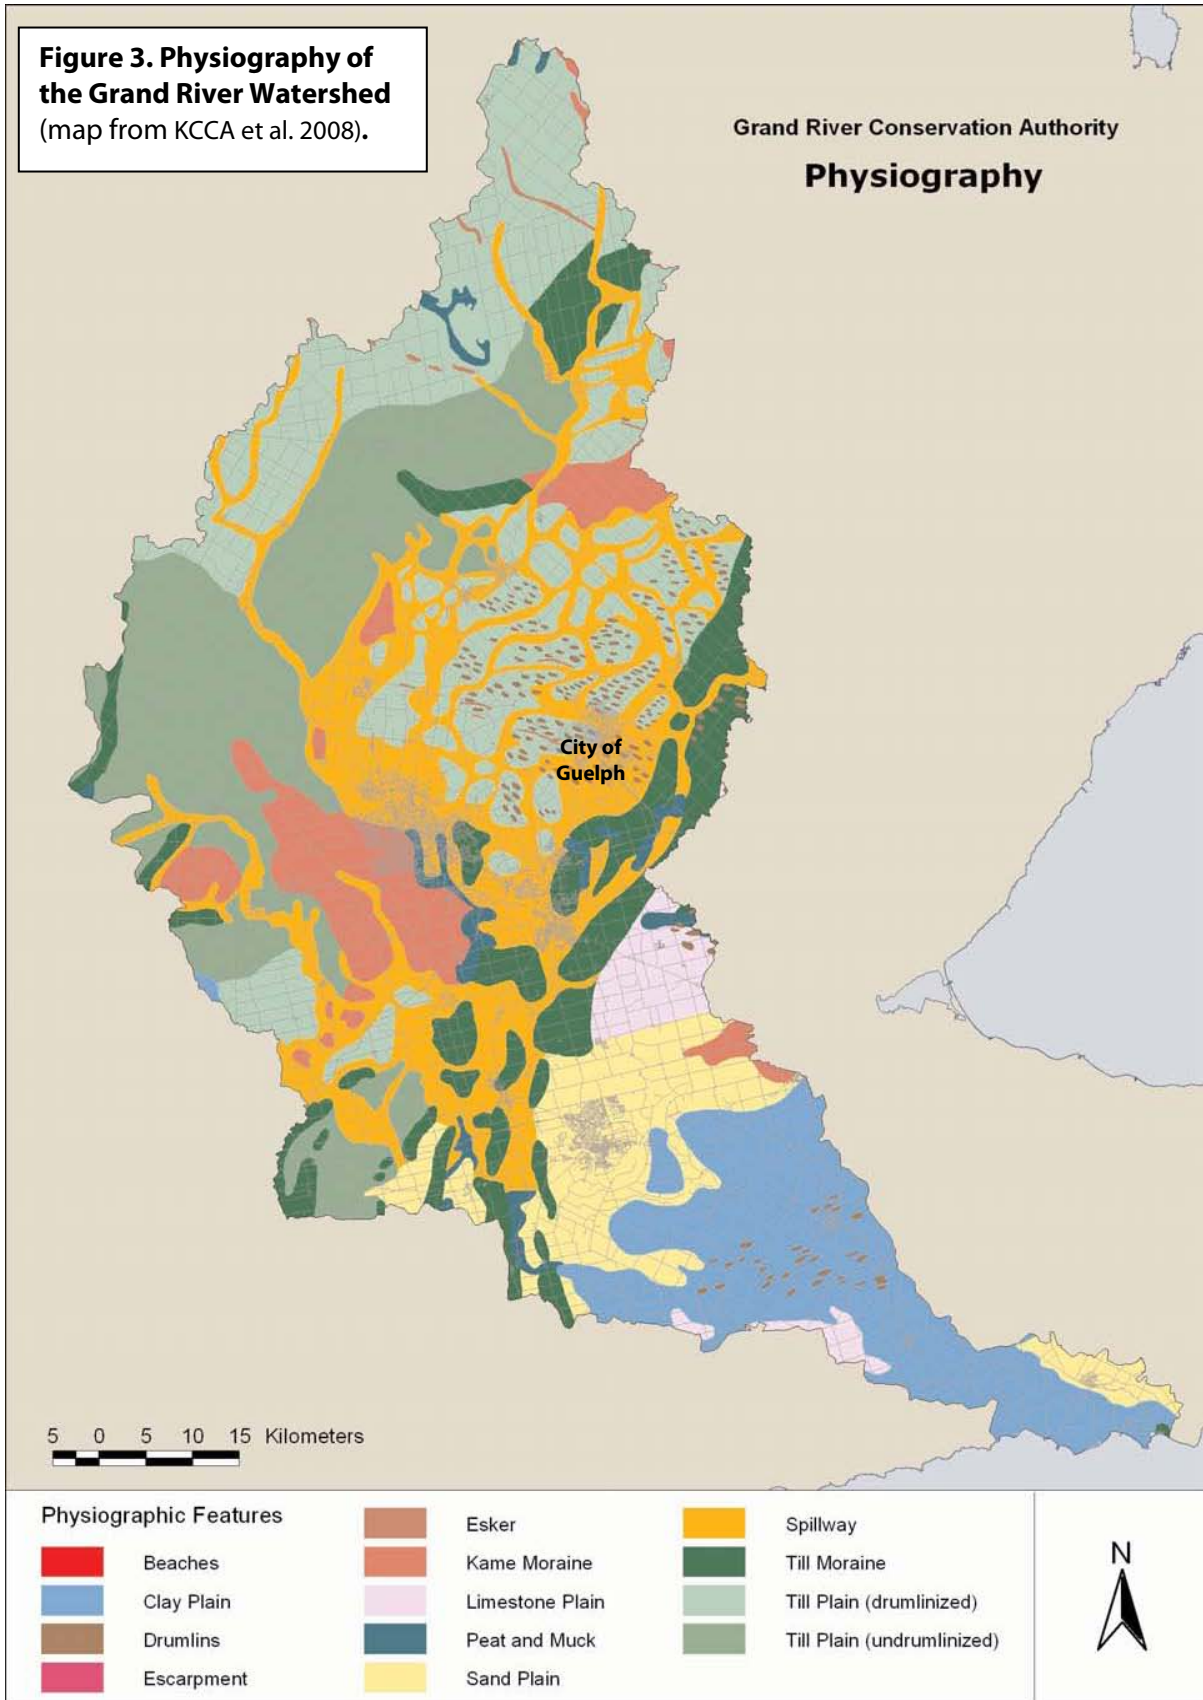 Figure 3. Physiography of
the Grand River Watershed
(map from KCCA et al. 2008).
Grand River Conservation Authority
Physiography
City of
Guelph
5 0 5 10 15 Kilometers
Physiographic Features
Beaches
Clay Plain
Drumlins
Escarpment
Esker
Kame Moraine
Limestone Plain
Peat and Muck
Sand Plain
Spillway
Till Moraine
Till Plain (drumlinized)
Till Plain (undrumlinized)
N